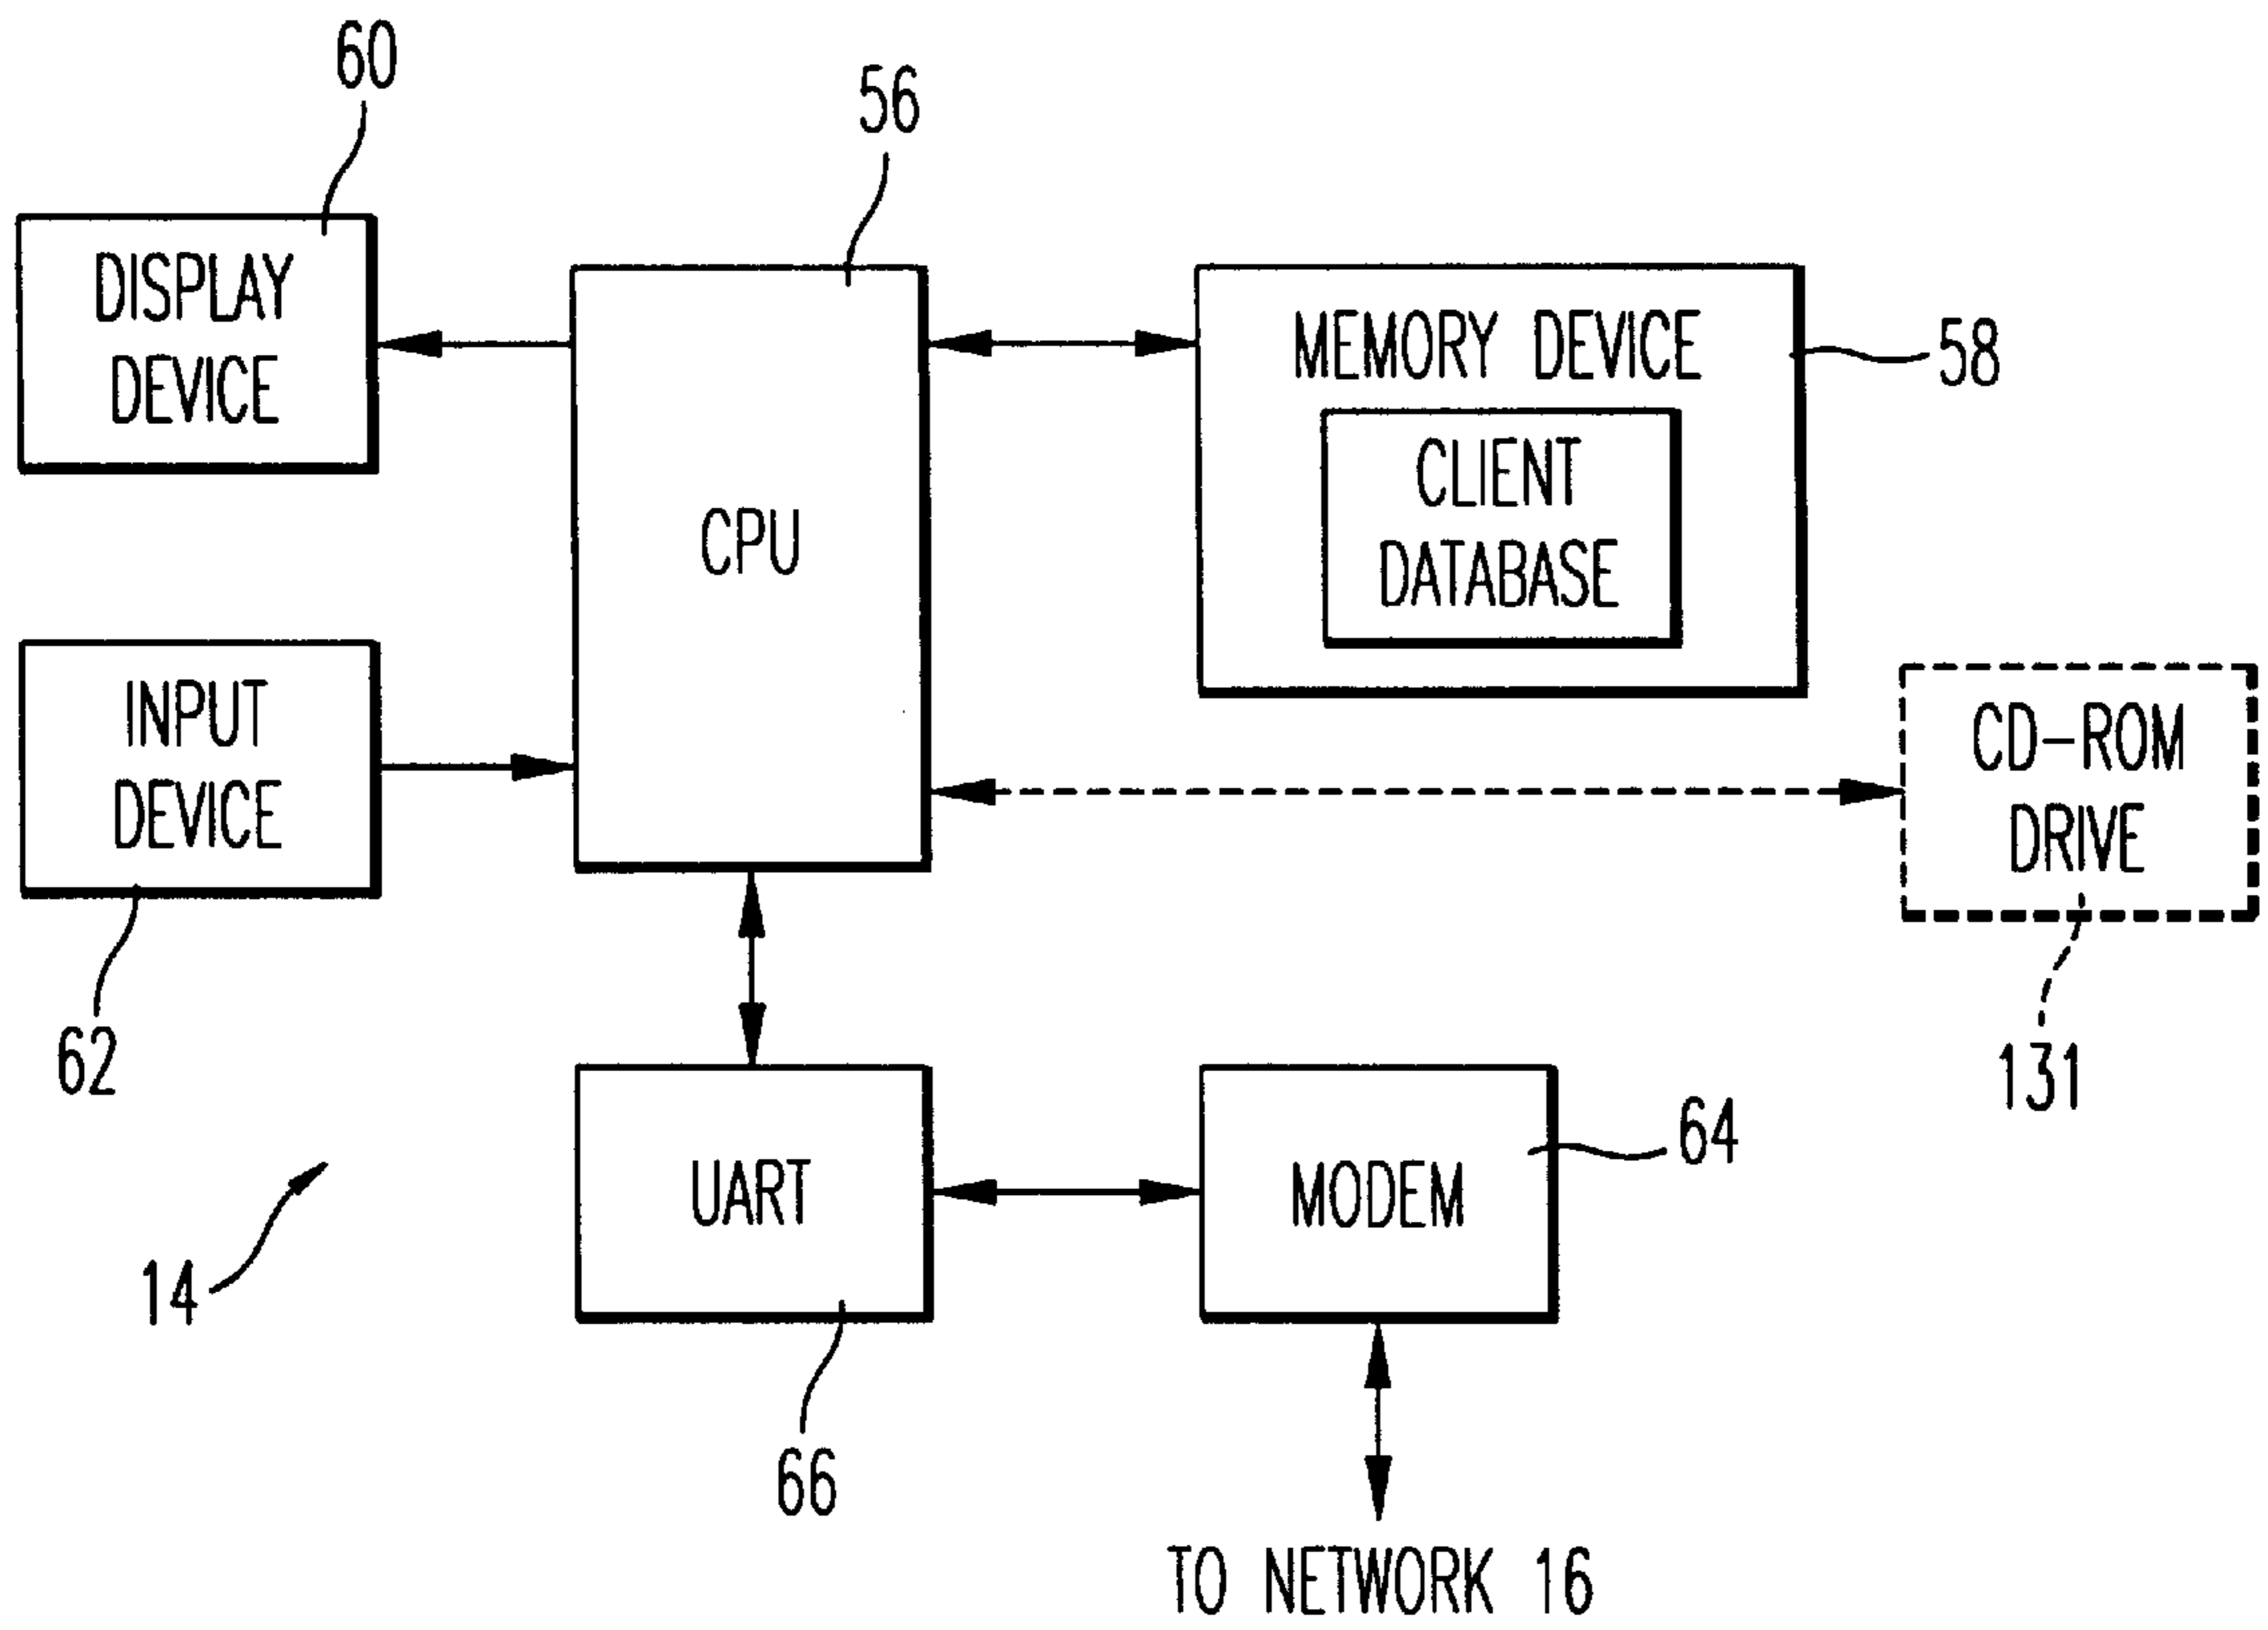 60
56
DISPLAY
DEVICE
CPU
MEMORY DEVICE
58
CLIENT
DATABASE
INPUT
DEVICE
62
CD-ROM
DRIVE
131
UART
66
MODEM
64
14
TO NETWORK 16